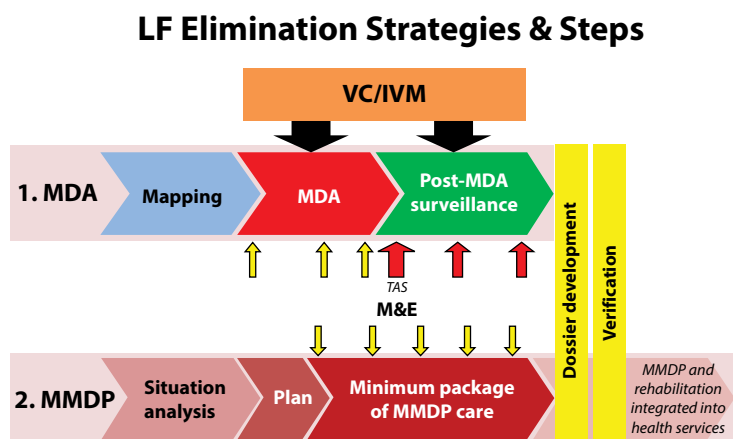 LF Elimination Strategies & Steps
VC/IVM
1. MDA
Mapping
MDA
Post-MDA
surveillance
TAS
M&E
Dossier development
Verification
2. MMDP
Situation
analysis
Plan
Minimum package
of MMDP care
MMDP and
rehabilitation
integrated into
health services